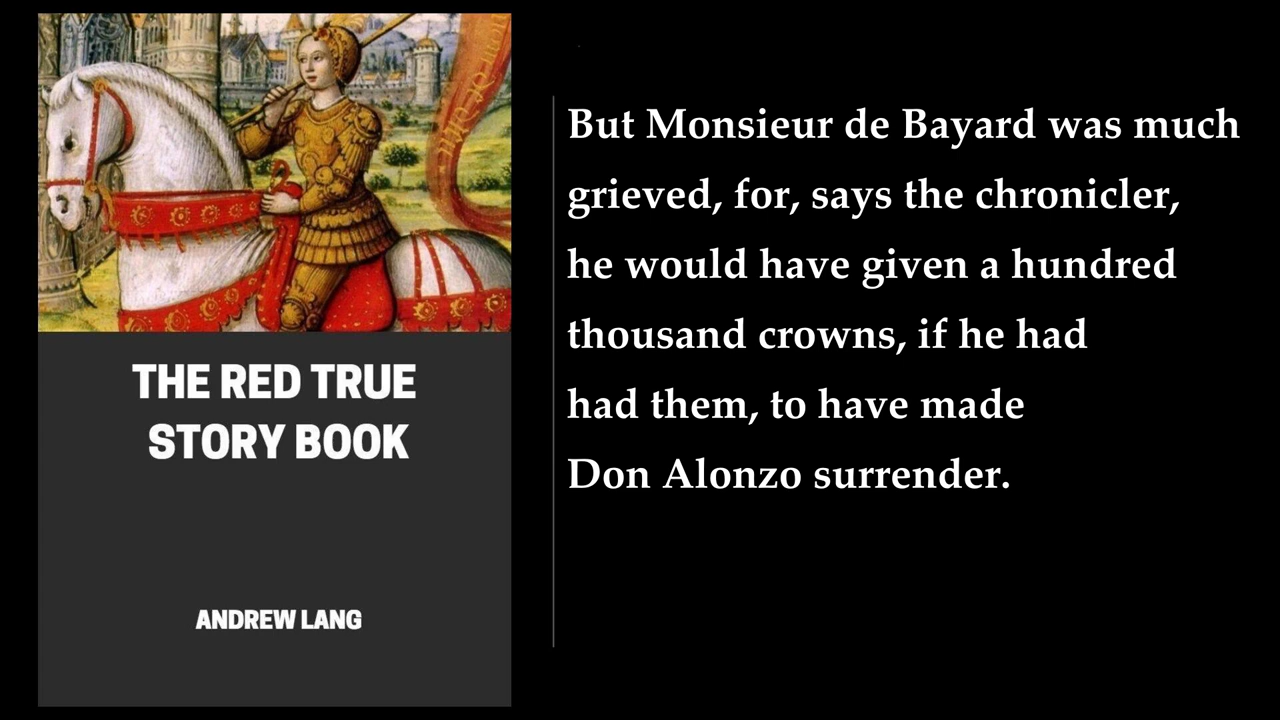 THE RED TRUE
STORY BOOK
ANDREW LANG
But Monsieur de Bayard was much
grieved, for, says the chronicler,
he would have given a hundred
thousand crowns, if he had
had them, to have made
Don Alonzo surrender.